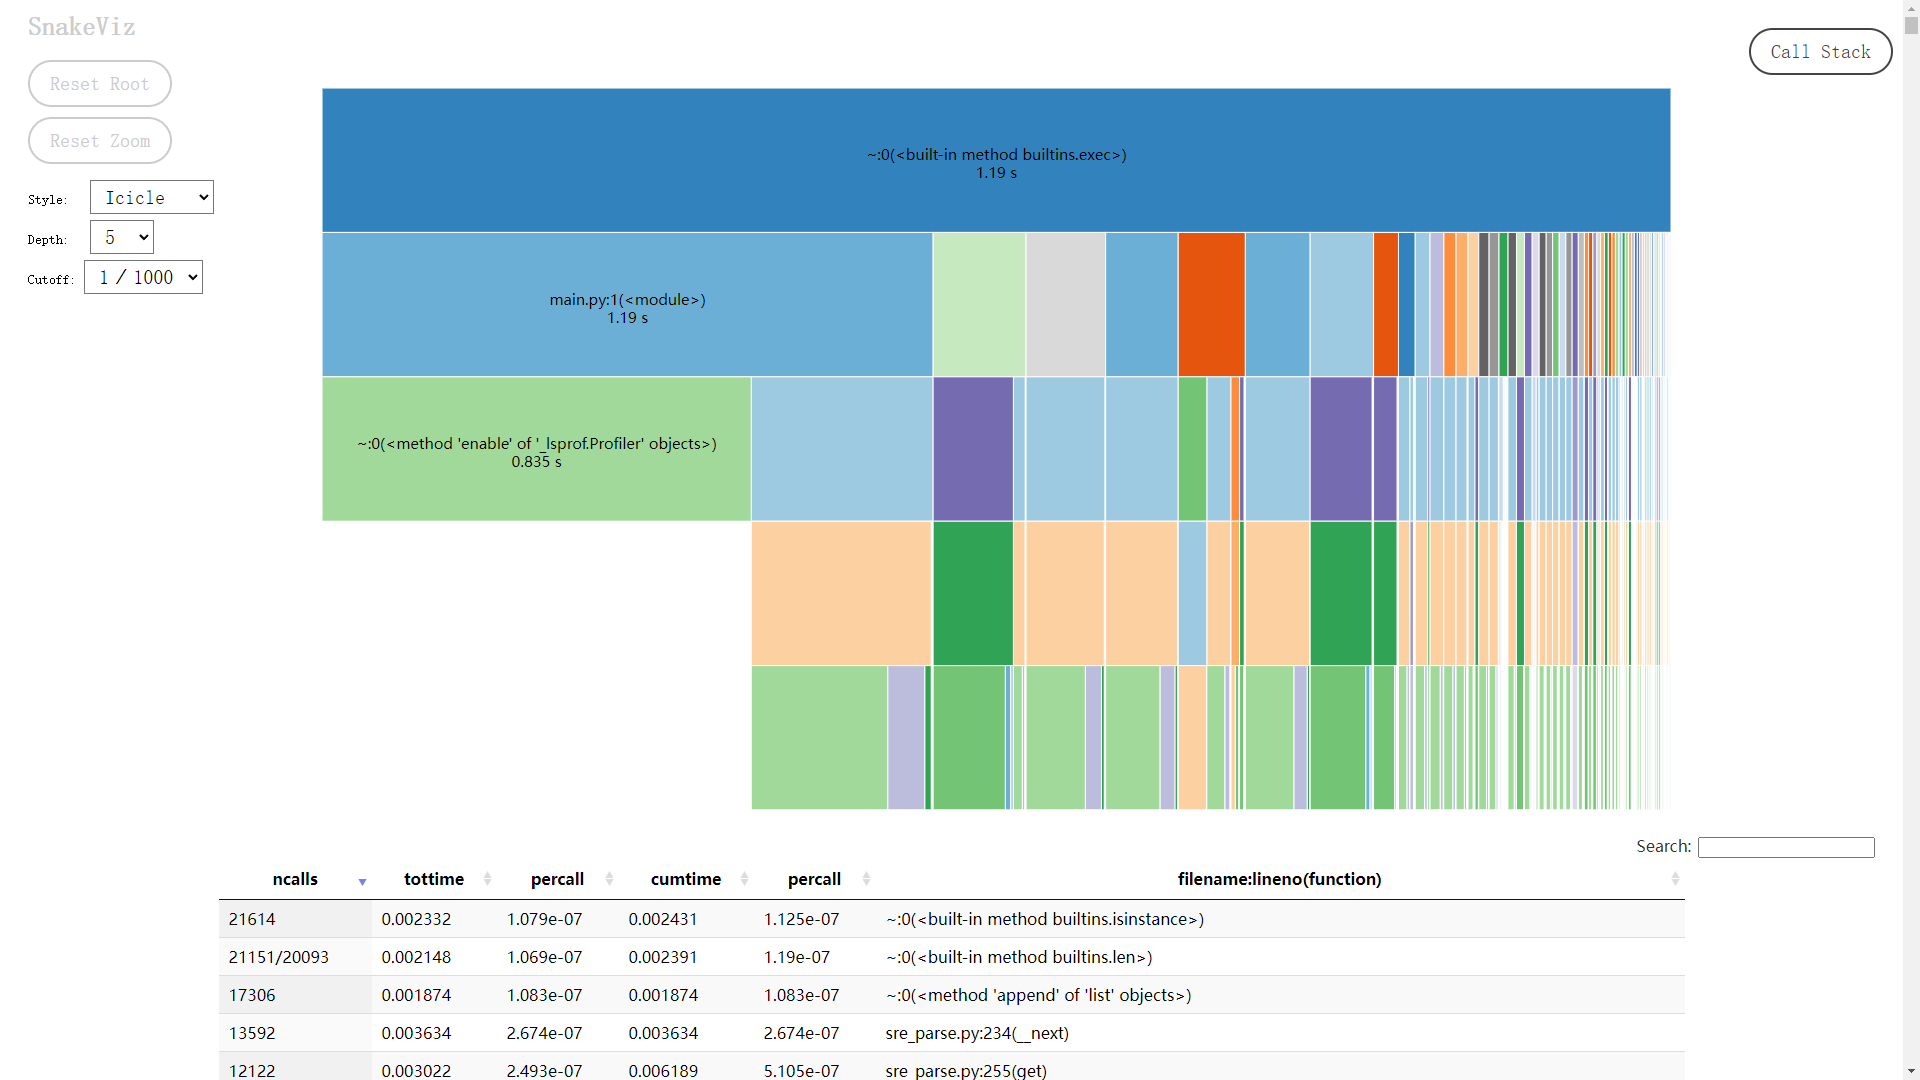 SnakeViz
Call Stack
Reset Root
Reset Zoom
Style: Icicle
Depth: 5
Cutoff: 1 / 1000
~:0(<built-in method builtins.exec>)
1.19 s
main.py:1(<module>)
1.19 s
~:0(<method 'enable' of '_lsprof.Profiler' objects>)
0.835 s
Search:
ncalls tottime percall cumtime percall filename:lineno(function)
21614 0.002332 1.079e-07 0.002431 1.125e-07 ~:0(<built-in method builtins.isinstance>)
21151/20093 0.002148 1.069e-07 0.002391 1.19e-07 ~:0(<built-in method builtins.len>)
17306 0.001874 1.083e-07 0.001874 1.083e-07 ~:0(<method 'append' of 'list' objects>)
13592 0.003634 2.674e-07 0.003634 2.674e-07 sre_parse.py:234(__next)
12122 0.003022 2.493e-07 0.006189 5.105e-07 sre_parse.py:255(get)